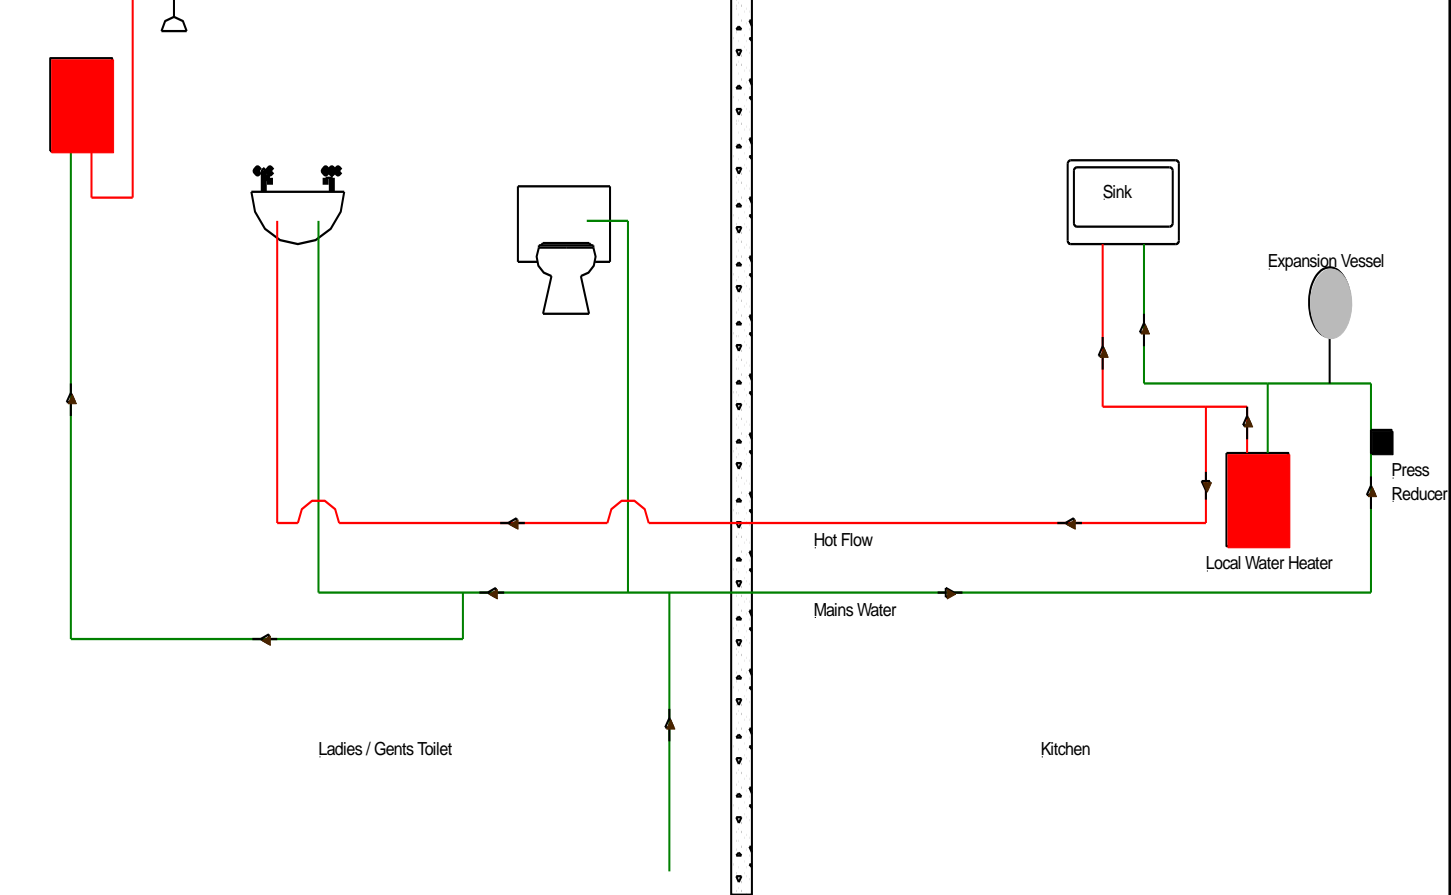 Sink
Expansion Vessel
Press
Reducer
Hot Flow
Local Water Heater
Mains Water
Ladies / Gents Toilet
Kitchen